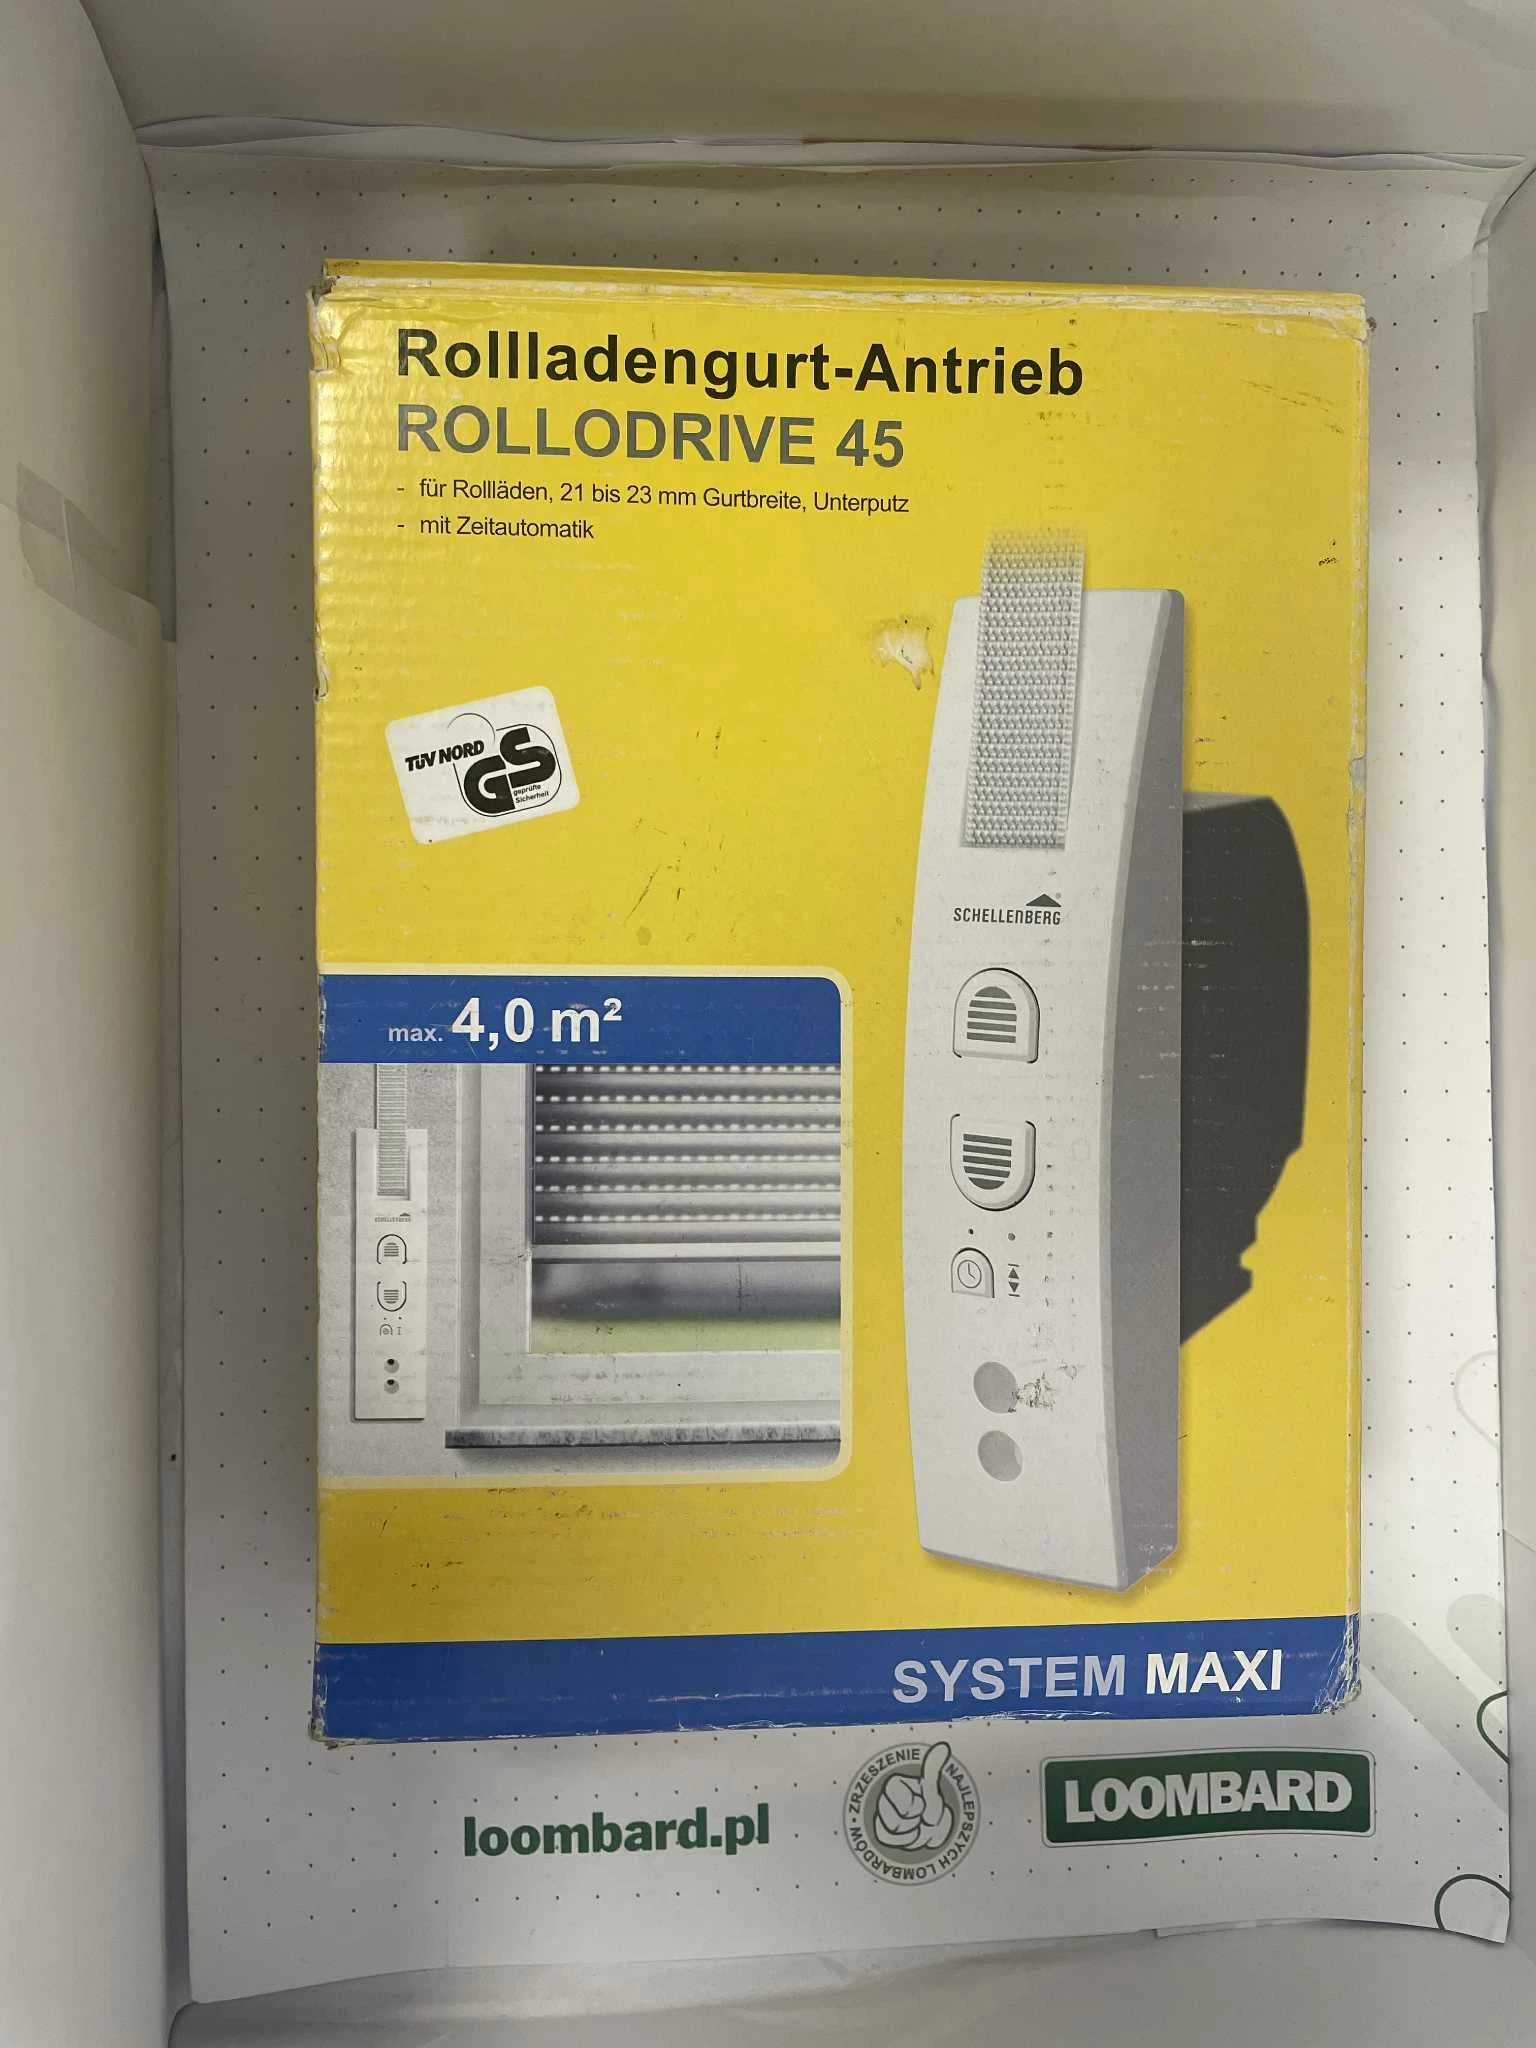 Rollladengurt-Antrieb
ROLLODRIVE 45
- für Rollläden, 21 bis 23 mm Gurtbreite, Unterputz
- mit Zeitautomatik
TÜV NORD
GS
geprüfte
Sicherheit
SCHELLENBERG
max. 4,0 m²
SCHELLENBERG
SYSTEM MAXI
loombard.pl
ZRZESZENIE NAJLEPSZYCH LOMBARDÓW
LOOMBARD